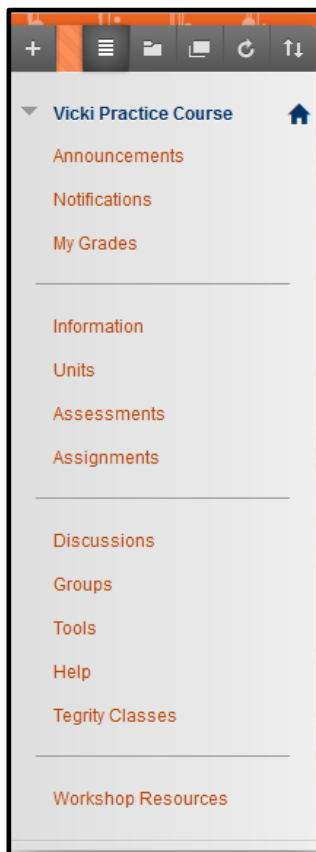 Vicki Practice Course
Announcements
Notifications
My Grades
Information
Units
Assessments
Assignments
Discussions
Groups
Tools
Help
Tegrity Classes
Workshop Resources